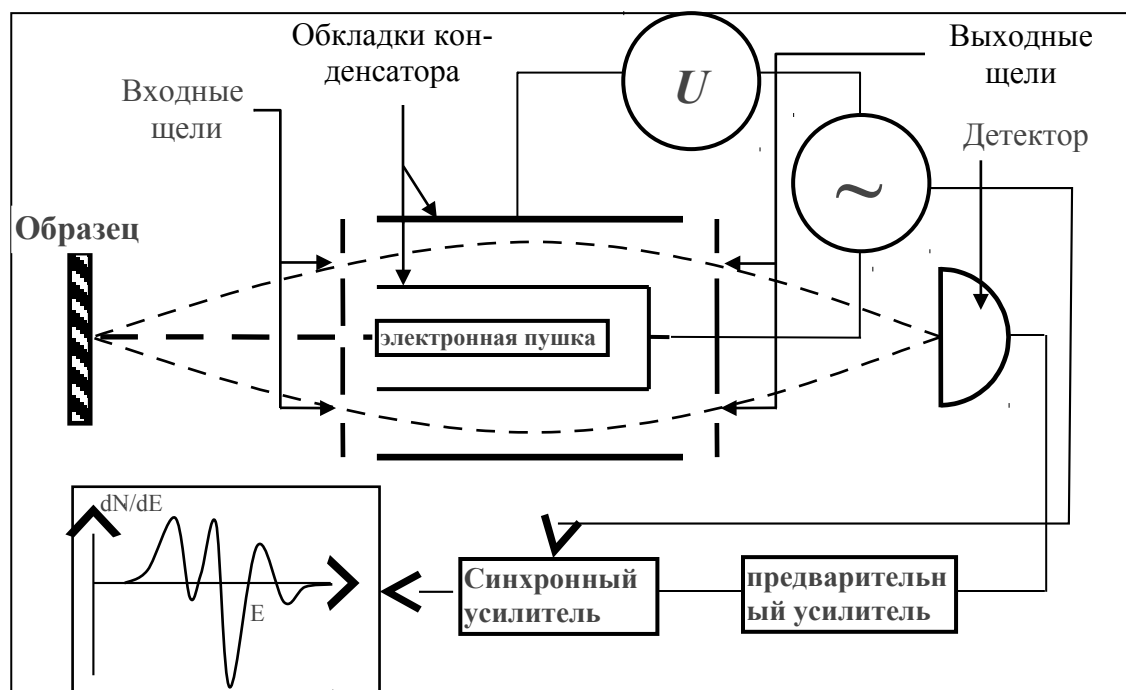 Обкладки кон-
денсатора
Выходные
щели
Входные
щели
U
~
Детектор
Образец
электронная пушка
dN/dE
E
Синхронный
усилитель
предварительн
ый усилитель